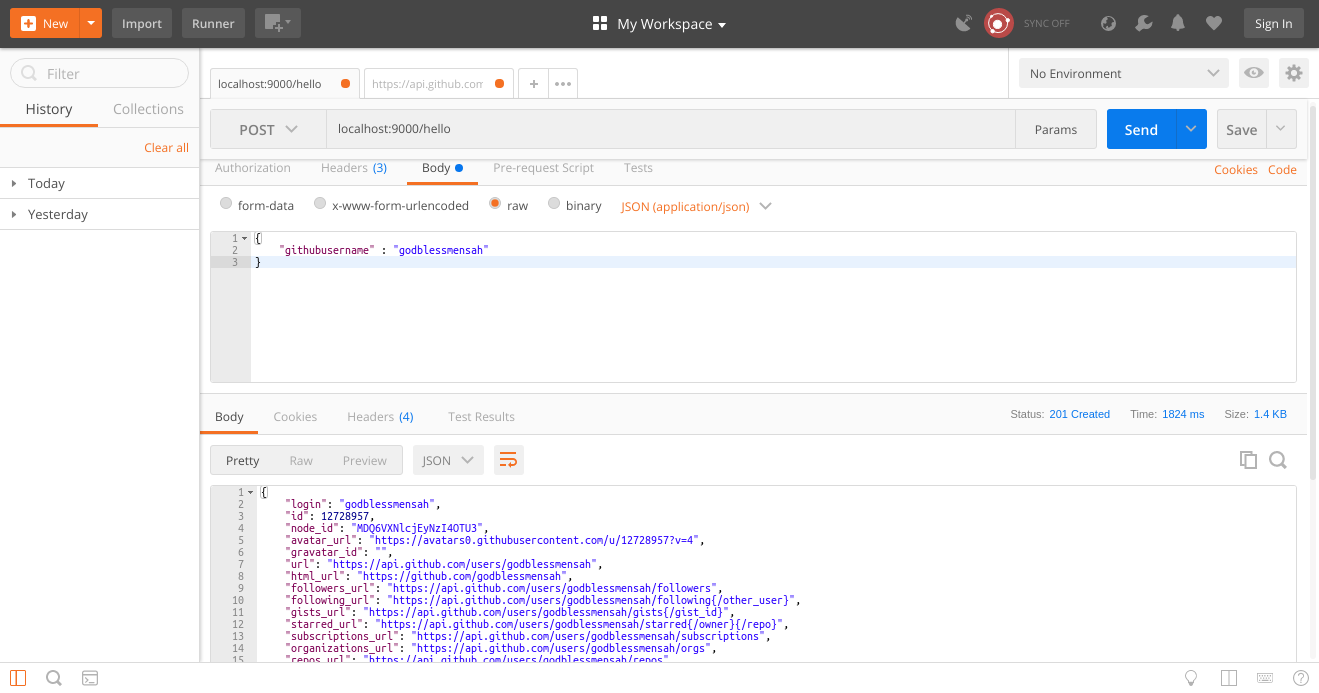 New Import Runner My Workspace SYNC OFF Sign In
Filter
History Collections
Clear all
Today
Yesterday
localhost:9000/hello https://api.github.com + ••• No Environment
POST localhost:9000/hello Params Send Save
Authorization Headers (3) Body Pre-request Script Tests Cookies Code
form-data x-www-form-urlencoded raw binary JSON (application/json)
1 {
2 "githubusername" : "godblessmensah"
3 }
Body Cookies Headers (4) Test Results Status: 201 Created Time: 1824 ms Size: 1.4 KB
Pretty Raw Preview JSON
1 {
2 "login": "godblessmensah",
3 "id": 12728957,
4 "node_id": "MDQ6VXNlcjEyNzI4OTU3",
5 "avatar_url": "https://avatars0.githubusercontent.com/u/12728957?v=4",
6 "gravatar_id": "",
7 "url": "https://api.github.com/users/godblessmensah",
8 "html_url": "https://github.com/godblessmensah",
9 "followers_url": "https://api.github.com/users/godblessmensah/followers",
10 "following_url": "https://api.github.com/users/godblessmensah/following{/other_user}",
11 "gists_url": "https://api.github.com/users/godblessmensah/gists{/gist_id}",
12 "starred_url": "https://api.github.com/users/godblessmensah/starred{/owner}{/repo}",
13 "subscriptions_url": "https://api.github.com/users/godblessmensah/subscriptions",
14 "organizations_url": "https://api.github.com/users/godblessmensah/orgs",
15 "repos_url": "https://api.github.com/users/godblessmensah/repos",